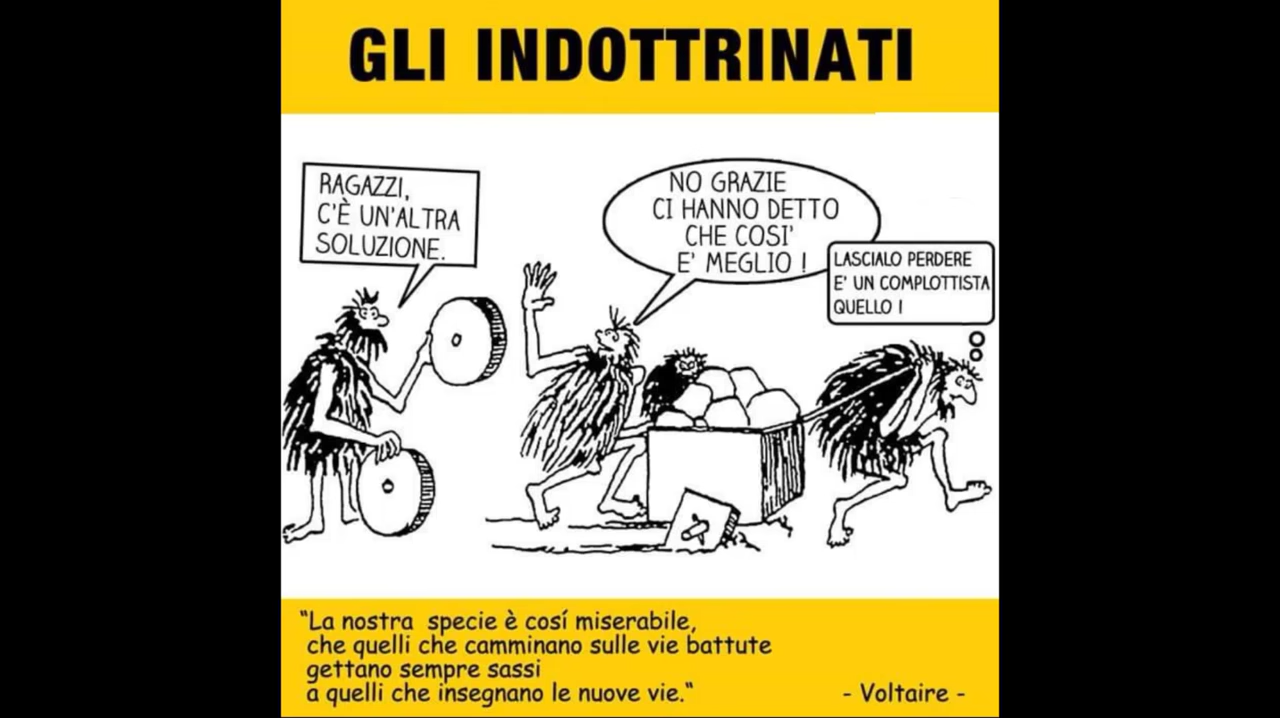 GLI INDOTTRINATI
RAGAZZI,
C'È UN'ALTRA
SOLUZIONE.
NO GRAZIE
CI HANNO DETTO
CHE COSI'
E' MEGLIO !
LASCIALO PERDERE
E' UN COMPLOTTISTA
QUELLO !
"La nostra specie è cosí miserabile,
che quelli che camminano sulle vie battute
gettano sempre sassi
a quelli che insegnano le nuove vie."
- Voltaire -